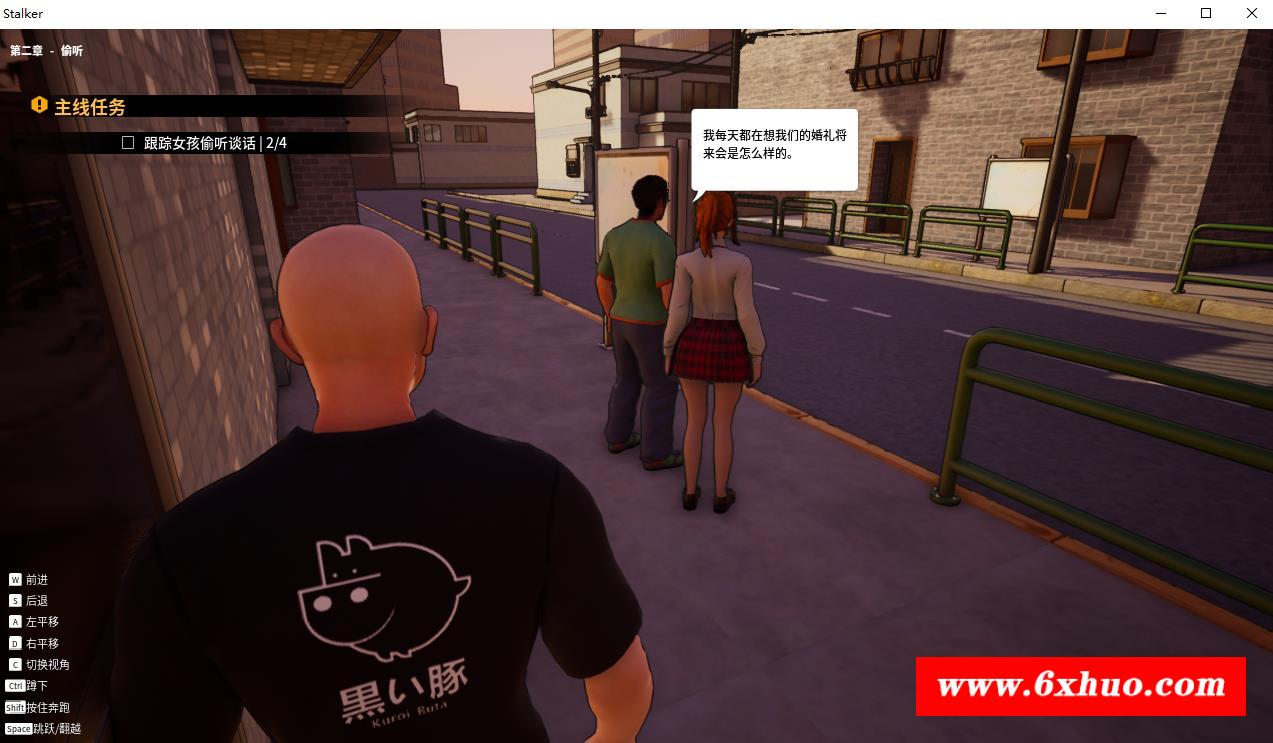 Stalker
第二章 - 偷听
主线任务
跟踪女孩偷听谈话 | 2/4
我每天都在想我们的婚礼将
来会是怎么样的。
W 前进
S 后退
A 左平移
D 右平移
C 切换视角
Ctrl 蹲下
Shift 按住奔跑
Space 跳跃/翻越
黒い豚
Kuroi Buta
www.6xhuo.com